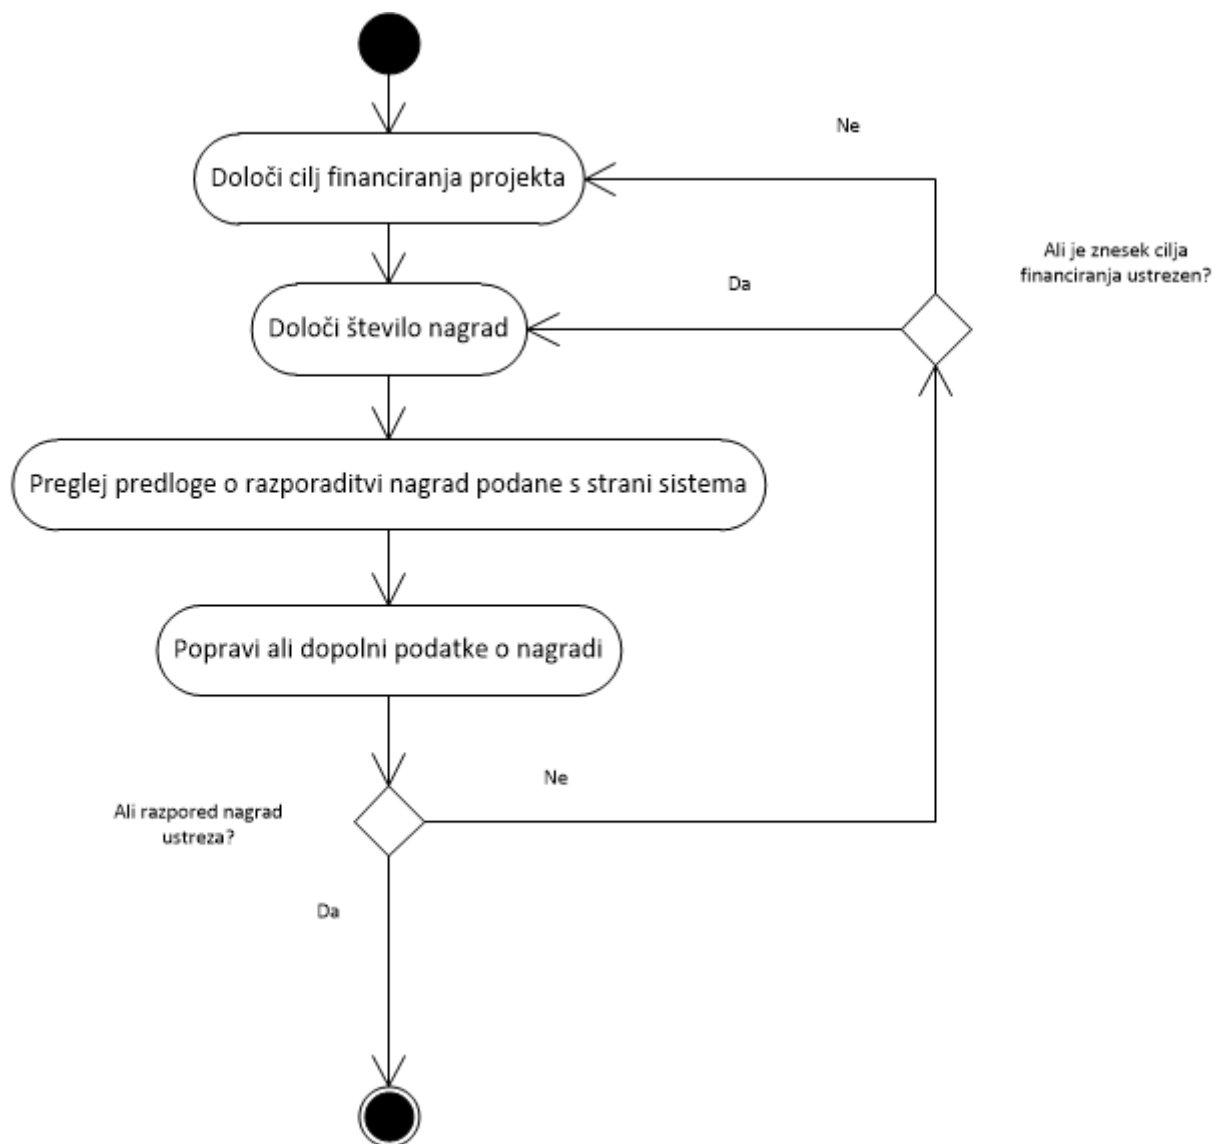 Ne
Določi cilj financiranja projekta
Ali je znesek cilja
financiranja ustrezen?
Da
Določi število nagrad
Preglej predloge o razporaditvi nagrad podane s strani sistema
Popravi ali dopolni podatke o nagradi
Ne
Ali razpored nagrad
ustreza?
Da